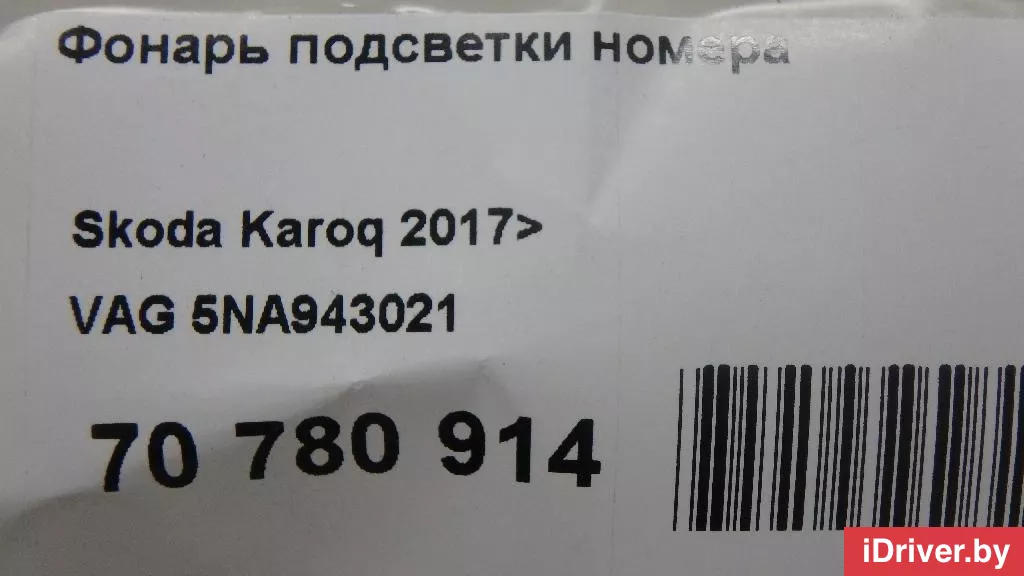 Фонарь подсветки номера
Skoda Karoq 2017>
VAG 5NA943021
70 780 914
iDriver.by